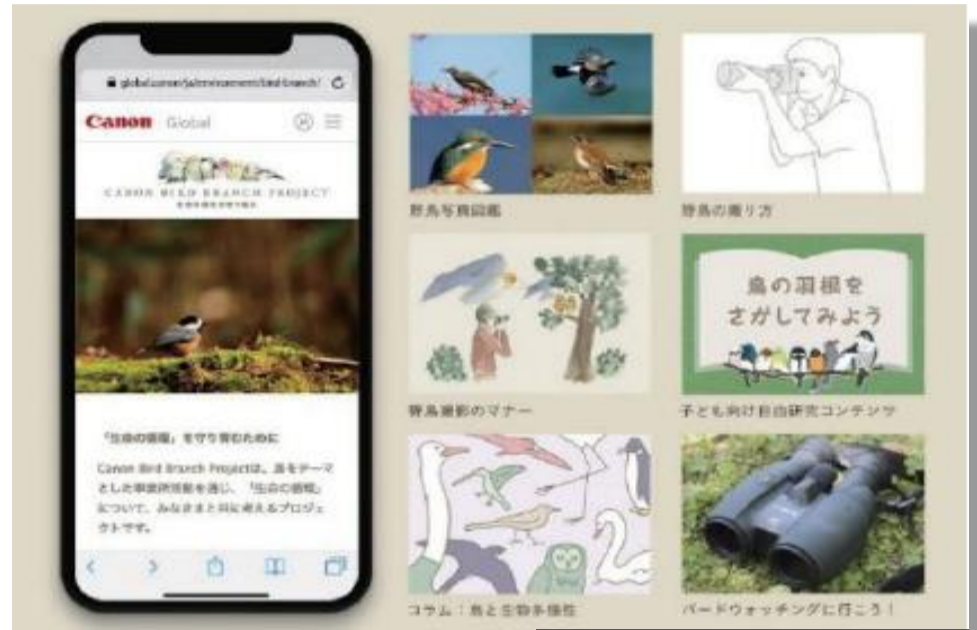 global.canon/ja/environment/bird-branch/
Canon Global
CANON BIRD BRANCH PROJECT
「生命の循環」を守り育むために
Canon Bird Branch Projectは、鳥をテーマ
とした事業所活動を通じ、「生命の循環」
について、みなさまと共に考えるプロジェ
クトです。
野鳥写真図鑑
野鳥の撮り方
野鳥撮影のマナー
鳥の羽根を
さがしてみよう
子ども向け自由研究コンテンツ
コラム：鳥と生物多様性
バードウォッチングに行こう！